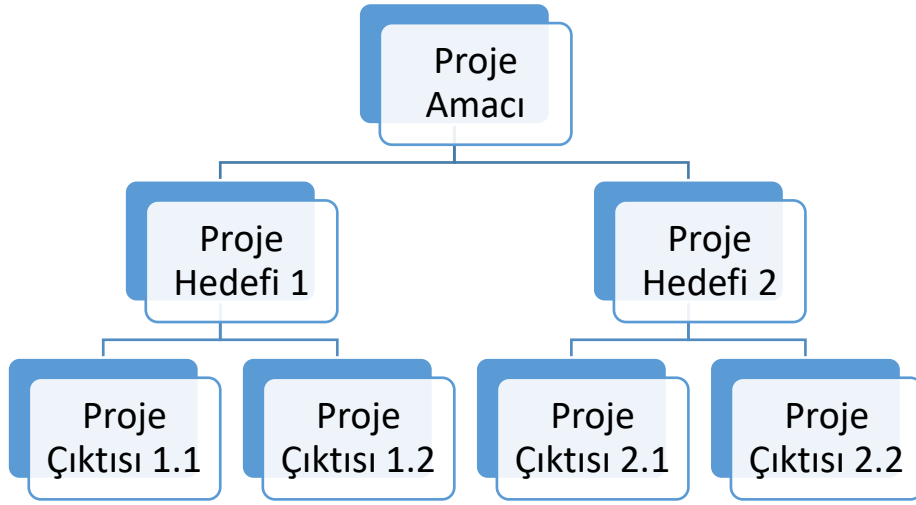 Proje
Amacı
Proje
Hedefi 1
Proje
Hedefi 2
Proje
Çıktısı 1.1
Proje
Çıktısı 1.2
Proje
Çıktısı 2.1
Proje
Çıktısı 2.2